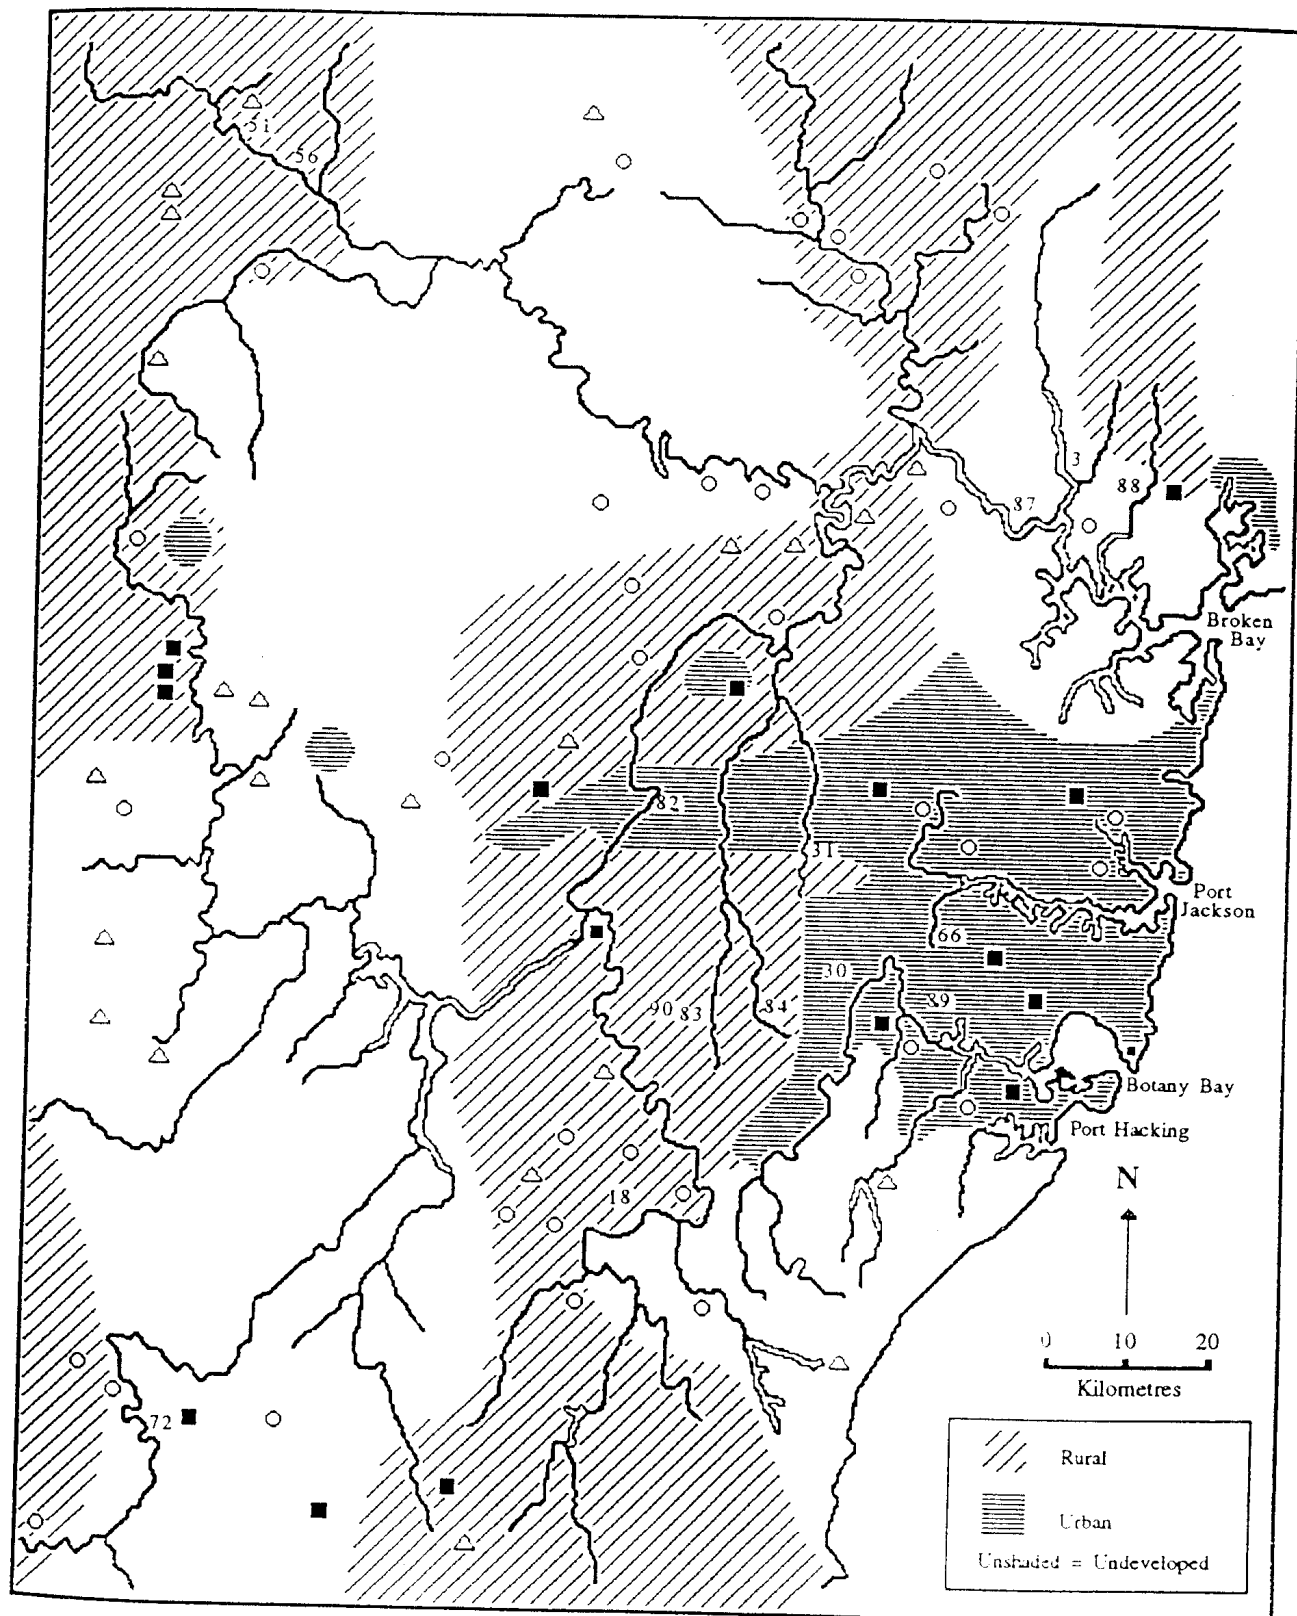 51
56
3
87
88
Broken
Bay
82
31
Port
Jackson
66
30
89
90 83
84
Botany Bay
Port Hacking
N
18
0 10 20
Kilometres
72
Rural
Urban
Unshaded = Undeveloped